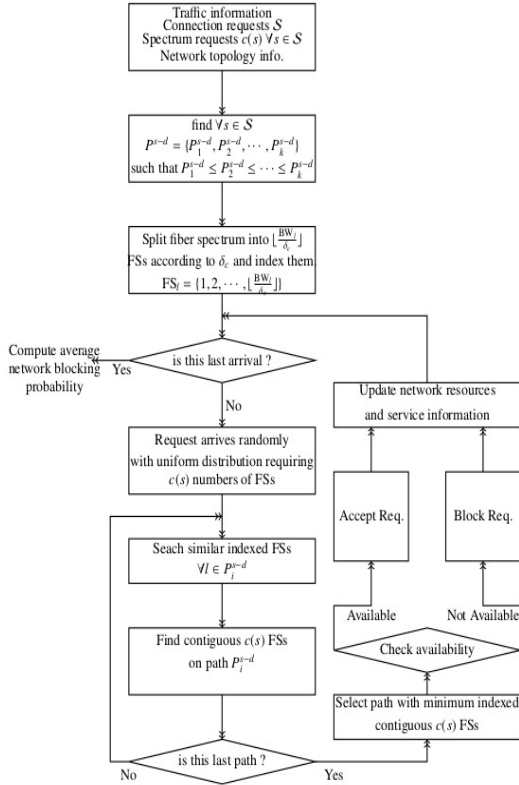 Traffic information
Connection requests 𝒮
Spectrum requests c(s) ∀s ∈ 𝒮
Network topology info.
find ∀s ∈ 𝒮
P^{s−d} = {P_1^{s−d}, P_2^{s−d}, ⋯, P_k^{s−d}}
such that P_1^{s−d} ≤ P_2^{s−d} ≤ ⋯ ≤ P_k^{s−d}
Split fiber spectrum into ⌊BW_l/δ_c⌋
FSs according to δ_c and index them.
FS_l = {1, 2, ⋯, ⌊BW_l/δ_c⌋}
is this last arrival ?
Yes
Compute average
network blocking
probability
No
Request arrives randomly
with uniform distribution requiring
c(s) numbers of FSs
Seach similar indexed FSs
∀l ∈ P_i^{s−d}
Find contiguous c(s) FSs
on path P_i^{s−d}
is this last path ?
No
Yes
Select path with minimum indexed
contiguous c(s) FSs
Check availability
Available
Not Available
Accept Req.
Block Req.
Update network resources
and service information